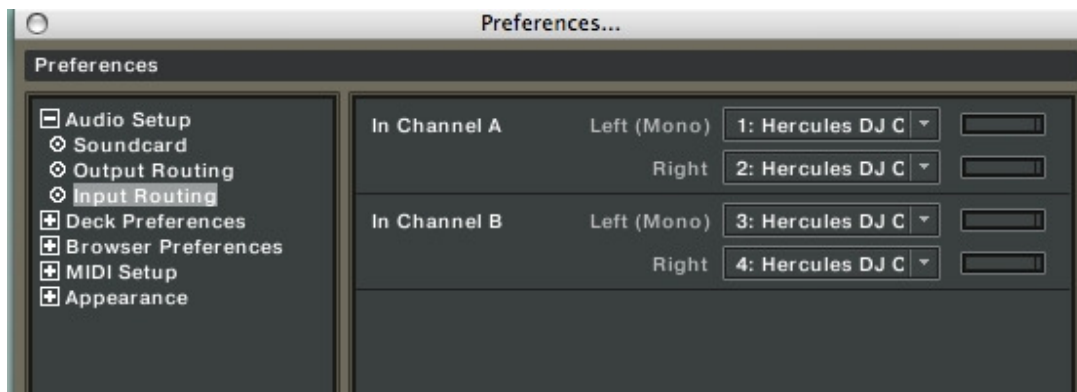 Preferences...
Preferences
Audio Setup
Soundcard
Output Routing
Input Routing
Deck Preferences
Browser Preferences
MIDI Setup
Appearance
In Channel A Left (Mono) 1: Hercules DJ C
Right 2: Hercules DJ C
In Channel B Left (Mono) 3: Hercules DJ C
Right 4: Hercules DJ C